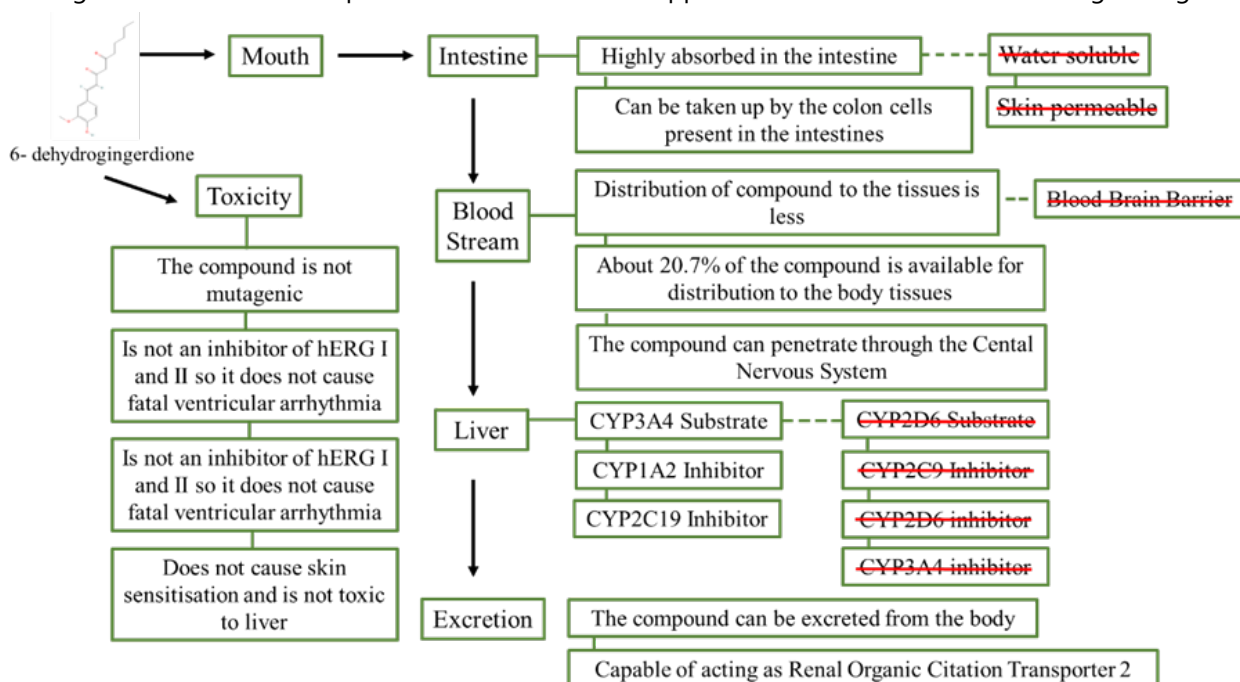 6- dehydrogingerdione
Mouth
Intestine
Highly absorbed in the intestine
Water soluble
Skin permeable
Can be taken up by the colon cells
present in the intestines
Toxicity
The compound is not
mutagenic
Is not an inhibitor of hERG I
and II so it does not cause
fatal ventricular arrhythmia
Is not an inhibitor of hERG I
and II so it does not cause
fatal ventricular arrhythmia
Does not cause skin
sensitisation and is not toxic
to liver
Blood
Stream
Distribution of compound to the tissues is
less
Blood Brain Barrier
About 20.7% of the compound is available for
distribution to the body tissues
The compound can penetrate through the Cental
Nervous System
Liver
CYP3A4 Substrate
CYP2D6 Substrate
CYP1A2 Inhibitor
CYP2C9 Inhibitor
CYP2C19 Inhibitor
CYP2D6 inhibitor
CYP3A4 inhibitor
Excretion
The compound can be excreted from the body
Capable of acting as Renal Organic Citation Transporter 2